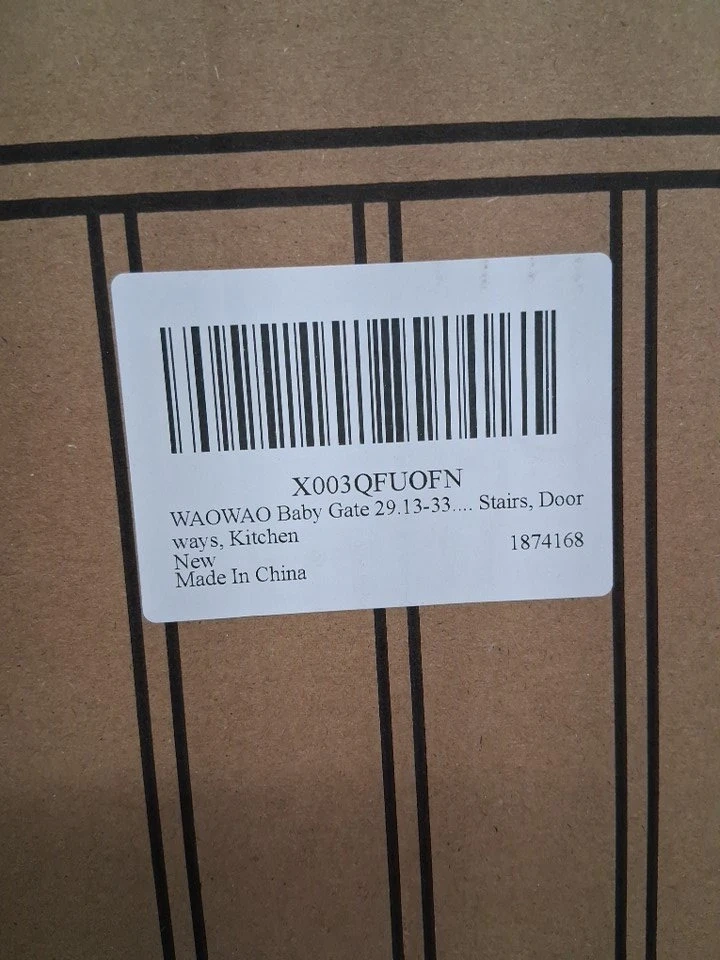 X003QFUOFN
WAOWAO Baby Gate 29.13-33.... Stairs, Door
ways, Kitchen
New
1874168
Made In China